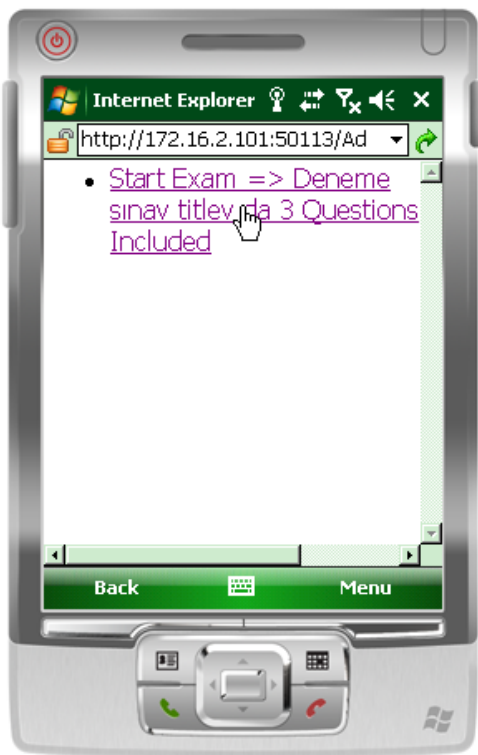 Internet Explorer
http://172.16.2.101:50113/Ad
Start Exam => Deneme
sınav titlev da 3 Questions
Included
Back Menu